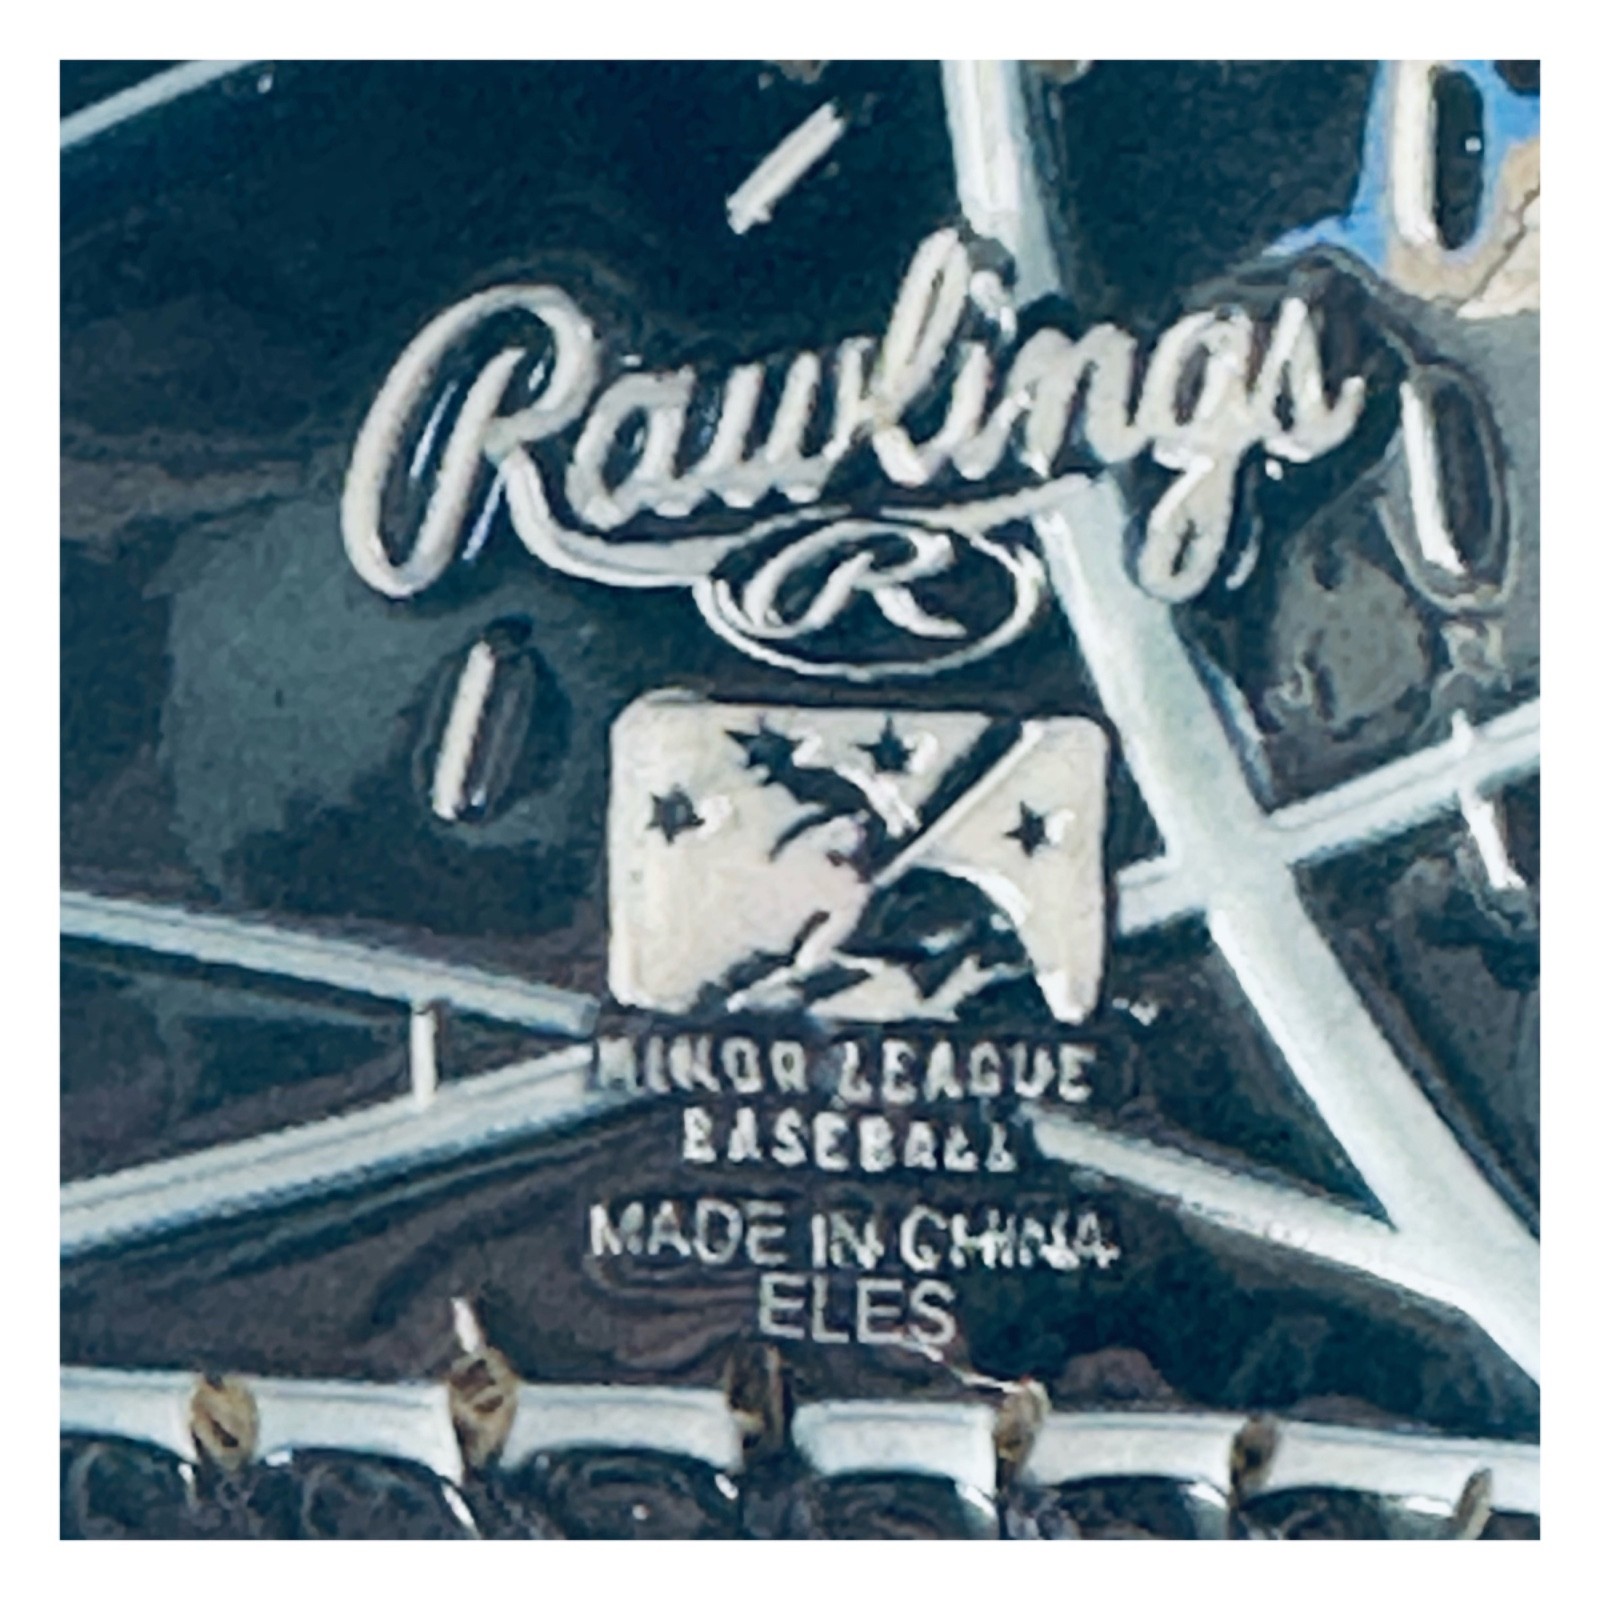 Rawlings
R
MINOR LEAGUE
BASEBALL
MADE IN CHINA
ELES